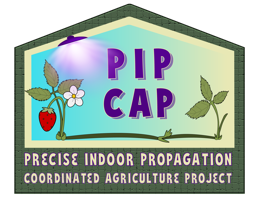 PIP
CAP
PRECISE INDOOR PROPAGATION
COORDINATED AGRICULTURE PROJECT